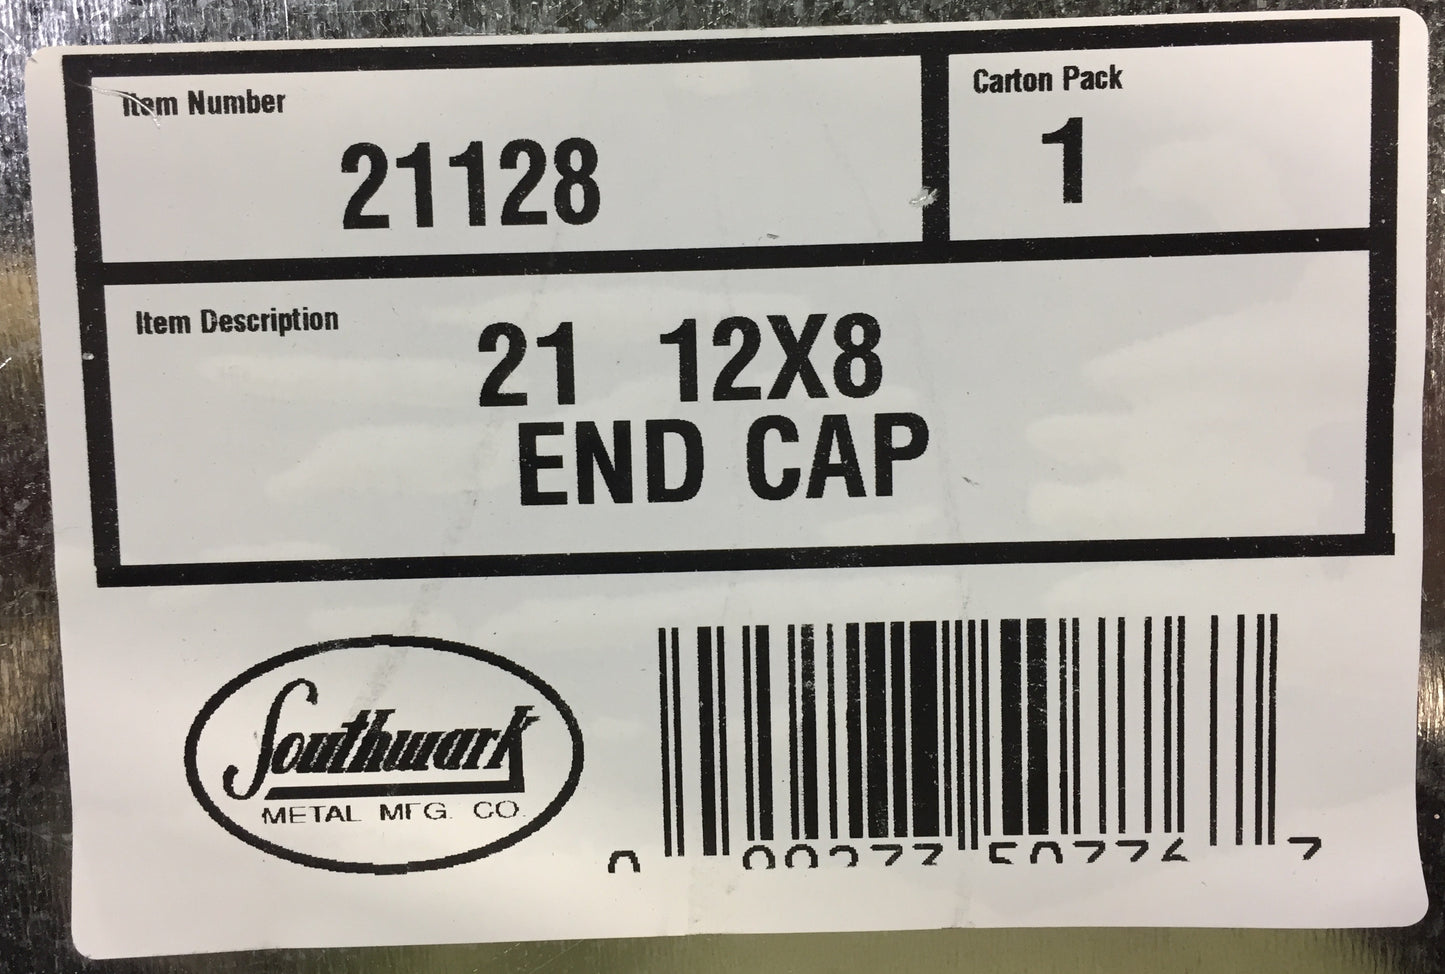 Item Number
21128
Carton Pack
1
Item Description
21 12X8
END CAP
Southwark
METAL MFG. CO.